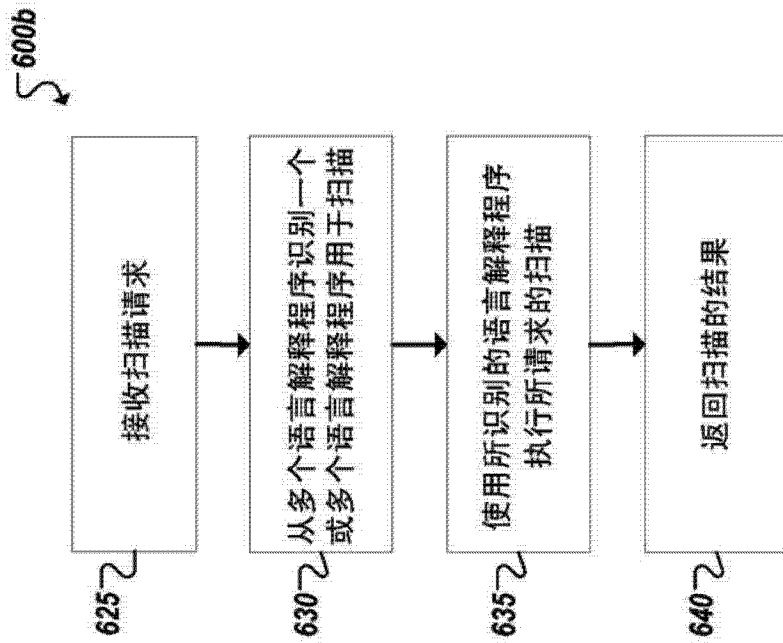 600b
625
接收扫描请求
630
从多个语言解释程序识别一个
或多个语言解释程序用于扫描
635
使用所识别的语言解释程序
执行所请求的扫描
640
返回扫描的结果